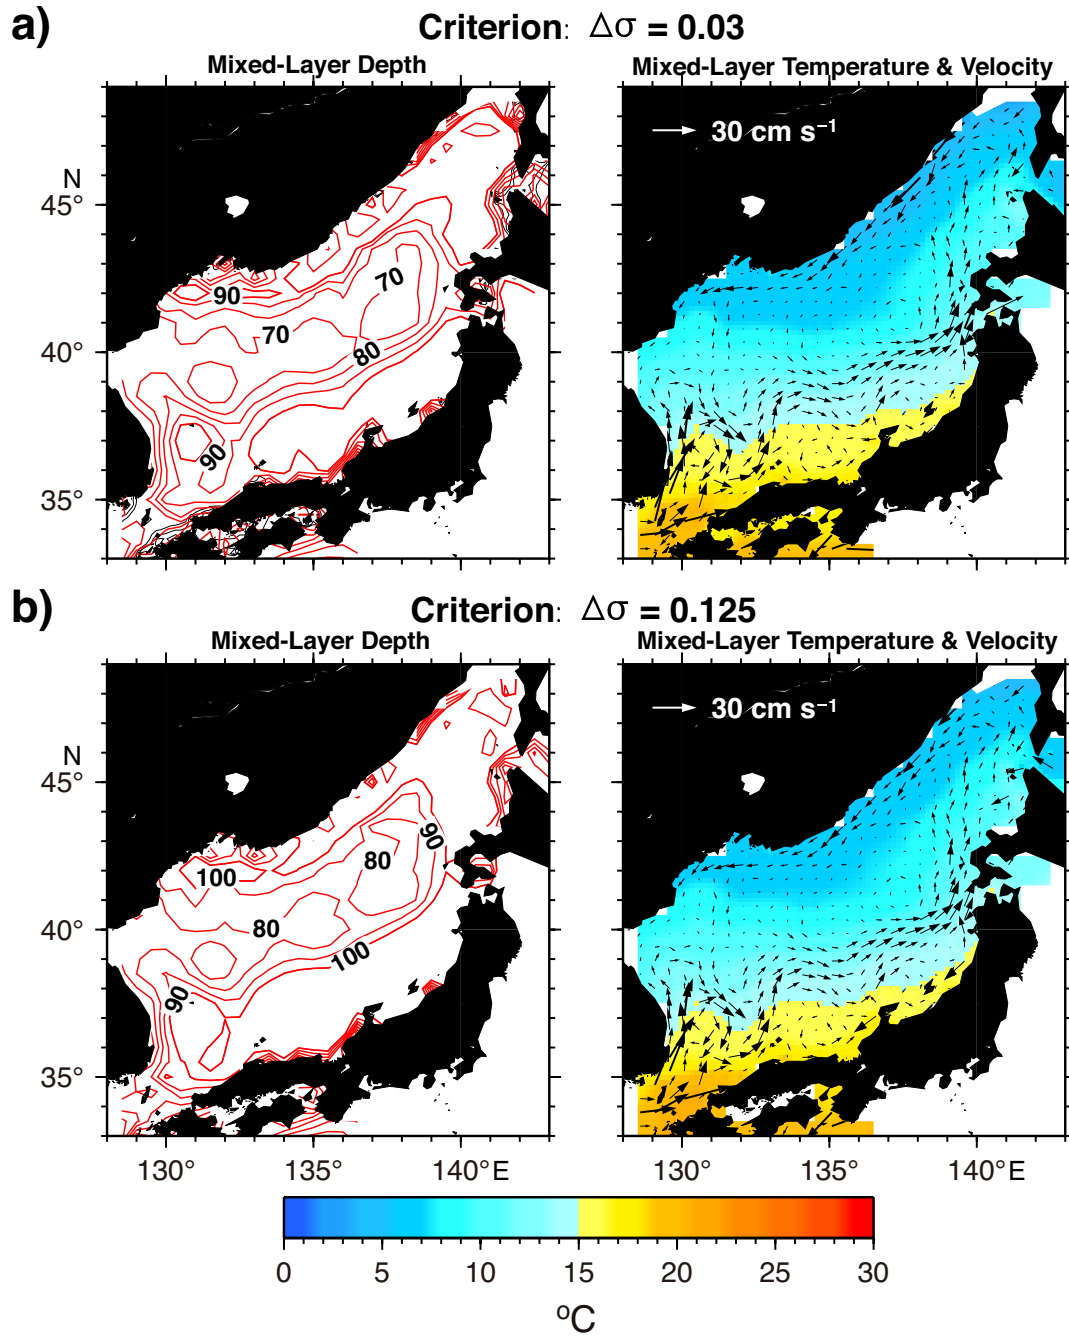 a)
Criterion: Δσ = 0.03
Mixed-Layer Depth
Mixed-Layer Temperature & Velocity
30 cm s⁻¹
N
45°
40°
35°
90
70
70
80
90
b)
Criterion: Δσ = 0.125
Mixed-Layer Depth
Mixed-Layer Temperature & Velocity
30 cm s⁻¹
N
45°
40°
35°
90
80
100
80
100
90
130° 135° 140°E 130° 135° 140°E
0 5 10 15 20 25 30
°C